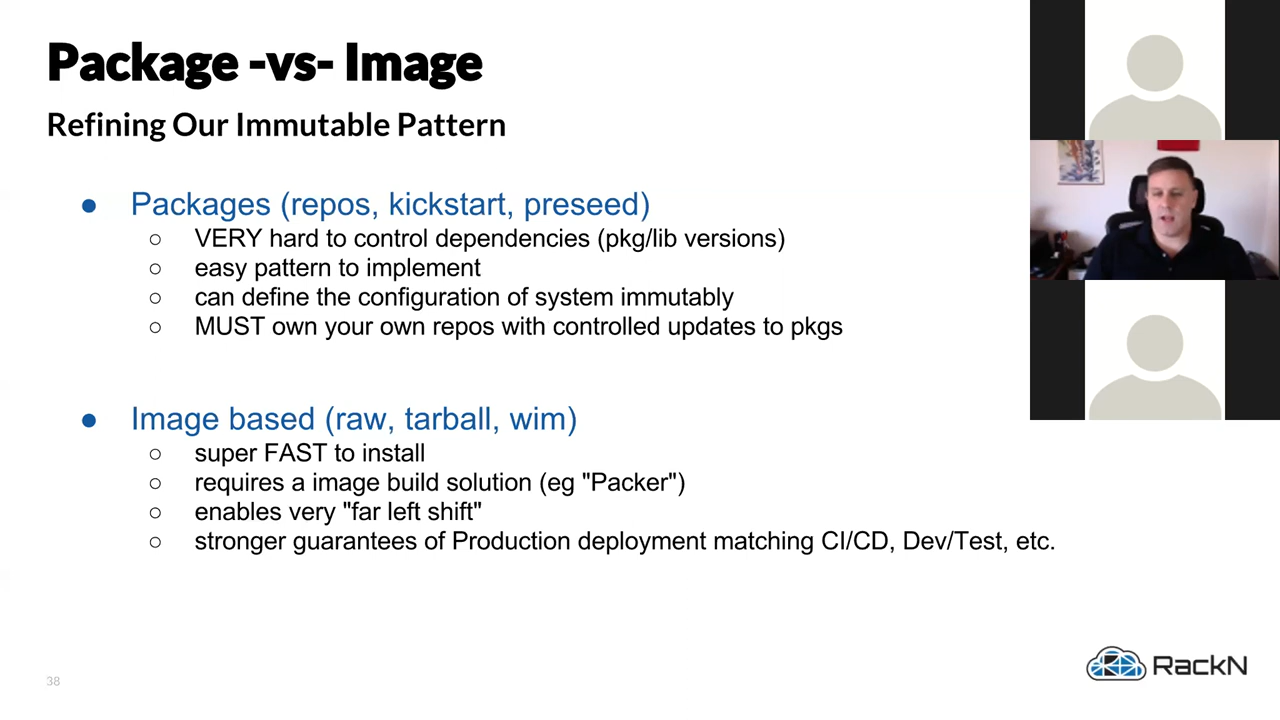 Package -vs- Image
Refining Our Immutable Pattern
● Packages (repos, kickstart, preseed)
○ VERY hard to control dependencies (pkg/lib versions)
○ easy pattern to implement
○ can define the configuration of system immutably
○ MUST own your own repos with controlled updates to pkgs
● Image based (raw, tarball, wim)
○ super FAST to install
○ requires a image build solution (eg "Packer")
○ enables very "far left shift"
○ stronger guarantees of Production deployment matching CI/CD, Dev/Test, etc.
38
RackN